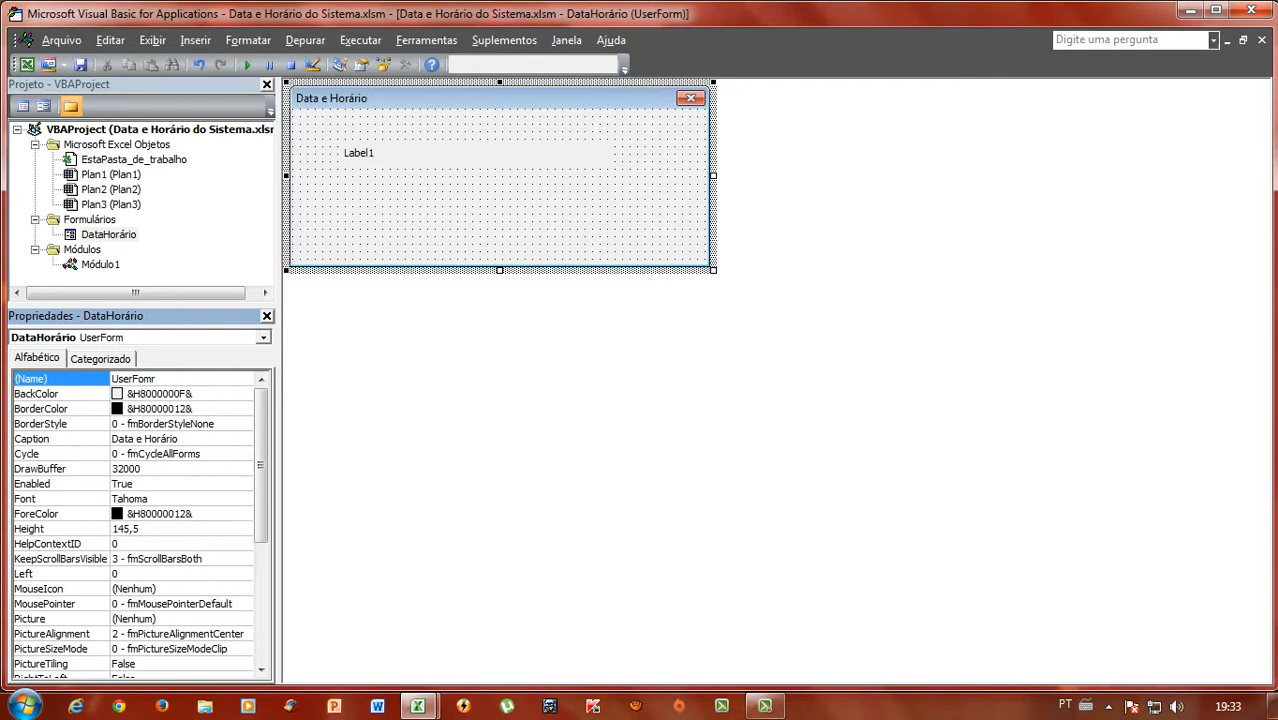 Microsoft Visual Basic for Applications - Data e Horário do Sistema.xlsm - [Data e Horário do Sistema.xlsm - DataHorário (UserForm)]
Arquivo Editar Exibir Inserir Formatar Depurar Executar Ferramentas Suplementos Janela Ajuda
Digite uma pergunta
Projeto - VBAProject
VBAProject (Data e Horário do Sistema.xlsm
Microsoft Excel Objetos
EstaPasta_de_trabalho
Plan1 (Plan1)
Plan2 (Plan2)
Plan3 (Plan3)
Formulários
DataHorário
Módulos
Módulo1
Data e Horário
Label1
Propriedades - DataHorário
DataHorário UserForm
Alfabético Categorizado
(Name) UserFomr
BackColor &H8000000F&
BorderColor &H80000012&
BorderStyle 0 - fmBorderStyleNone
Caption Data e Horário
Cycle 0 - fmCycleAllForms
DrawBuffer 32000
Enabled True
Font Tahoma
ForeColor &H80000012&
Height 145,5
HelpContextID 0
KeepScrollBarsVisible 3 - fmScrollBarsBoth
Left 0
MouseIcon (Nenhum)
MousePointer 0 - fmMousePointerDefault
Picture (Nenhum)
PictureAlignment 2 - fmPictureAlignmentCenter
PictureSizeMode 0 - fmPictureSizeModeClip
PictureTiling False
RightToLeft False
PT
19:33